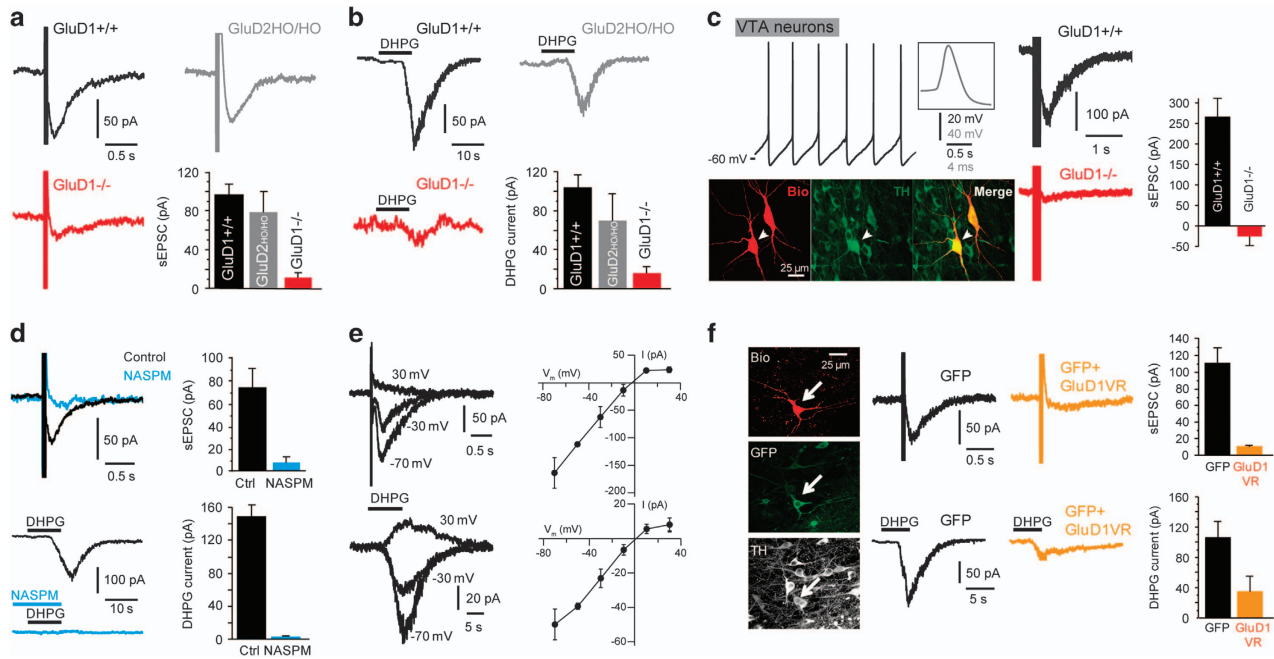 a
GluD1+/+
GluD2HO/HO
50 pA
0.5 s
GluD1-/-
sEPSC (pA)
120
80
40
0
GluD1+/+
GluD2HO/HO
GluD1-/-
b
DHPG
GluD1+/+
DHPG
GluD2HO/HO
50 pA
10 s
GluD1-/-
DHPG
DHPG current (pA)
120
80
40
0
GluD1+/+
GluD2HO/HO
GluD1-/-
c
VTA neurons
-60 mV
20 mV
40 mV
0.5 s
4 ms
Bio
TH
Merge
25 µm
GluD1+/+
100 pA
1 s
GluD1-/-
sEPSC (pA)
300
250
200
150
100
50
0
-50
GluD1+/+
GluD1-/-
d
Control
NASPM
50 pA
0.5 s
sEPSC (pA)
100
80
60
40
20
0
Ctrl NASPM
DHPG
100 pA
10 s
NASPM
DHPG
DHPG current (pA)
160
120
80
40
0
Ctrl NASPM
e
30 mV
-30 mV
-70 mV
50 pA
0.5 s
I (pA)
Vm (mV)
50
-80
-40
40
-50
-100
-150
-200
DHPG
30 mV
-30 mV
-70 mV
20 pA
5 s
I (pA)
Vm (mV)
20
-80
-40
40
-20
-40
-60
f
Bio
25 µm
GFP
TH
GFP
50 pA
0.5 s
GFP+
GluD1VR
sEPSC (pA)
140
120
100
80
60
40
20
0
GFP GluD1
VR
DHPG
GFP
50 pA
5 s
DHPG
GFP+
GluD1VR
DHPG current (pA)
160
120
80
40
0
GFP GluD1
VR